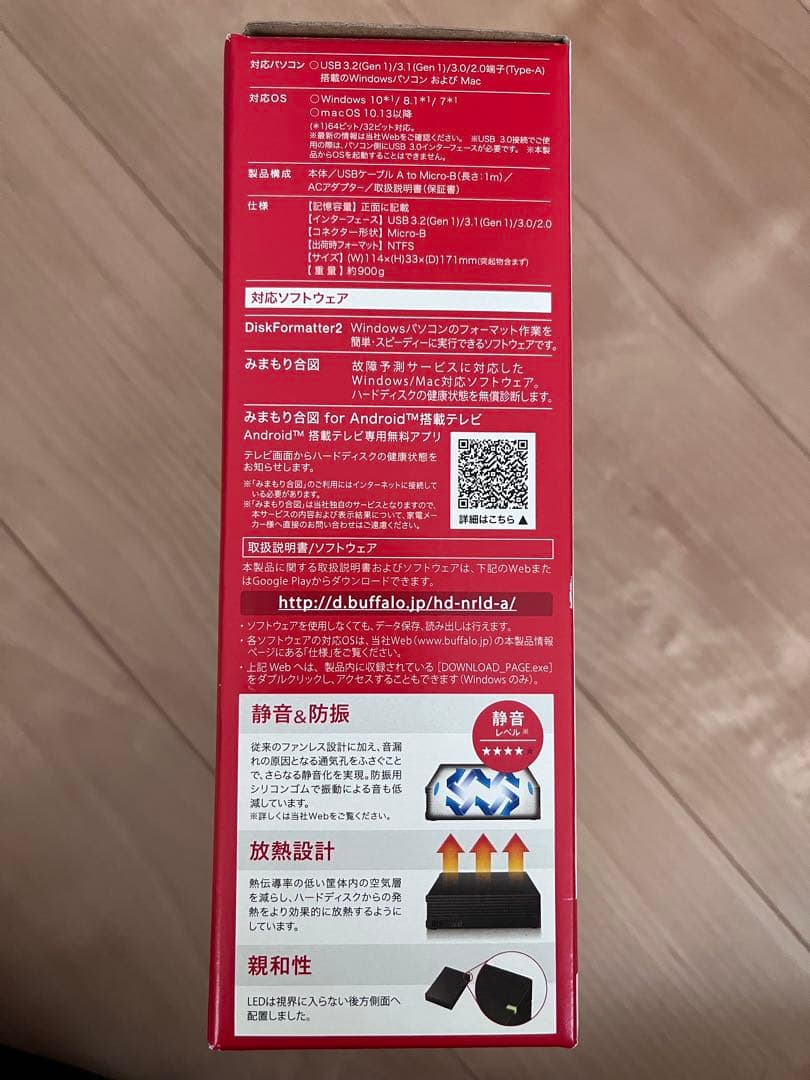 対応パソコン ○USB 3.2(Gen 1)/3.1(Gen 1)/3.0/2.0端子(Type-A)
搭載のWindowsパソコン および Mac
対応OS ○Windows 10*1/ 8.1*1/ 7*1
○macOS 10.13以降
(*1)64ビット/32ビット対応。
※最新の情報は当社Webをご確認ください。 ※USB 3.0接続でご使
用の際は、パソコン側にUSB 3.0インターフェースが必要です。 ※本製
品からOSを起動することはできません。
製品構成 本体/USBケーブル A to Micro-B(長さ:1m)/
ACアダプター/取扱説明書(保証書)
仕様 【記憶容量】 正面に記載
【インターフェース】 USB 3.2(Gen 1)/3.1(Gen 1)/3.0/2.0
【コネクター形状】 Micro-B
【出荷時フォーマット】 NTFS
【サイズ】 (W)114×(H)33×(D)171mm(突起物含まず)
【重量】 約900g
対応ソフトウェア
DiskFormatter2 Windowsパソコンのフォーマット作業を
簡単・スピーディーに実行できるソフトウェアです。
みまもり合図 故障予測サービスに対応した
Windows/Mac対応ソフトウェア。
ハードディスクの健康状態を無償診断します。
みまもり合図 for Android™搭載テレビ
Android™ 搭載テレビ専用無料アプリ
テレビ画面からハードディスクの健康状態を
お知らせします。
※「みまもり合図」のご利用にはインターネットに接続して
いる必要があります。
※「みまもり合図」は当社独自のサービスとなりますので、
本サービスの内容および表示結果について、家電メー
カー様へ直接のお問い合わせはご遠慮ください。
詳細はこちら ▲
取扱説明書/ソフトウェア
本製品に関する取扱説明書およびソフトウェアは、下記のWebまた
はGoogle Playからダウンロードできます。
http://d.buffalo.jp/hd-nrld-a/
・ソフトウェアを使用しなくても、データ保存、読み出しは行えます。
・各ソフトウェアの対応OSは、当社Web(www.buffalo.jp)の本製品情報
ページにある「仕様」をご覧ください。
・上記 Web へは、製品内に収録されている [DOWNLOAD_PAGE.exe]
をダブルクリックし、アクセスすることもできます(Windows のみ)。
静音&防振
静音
レベル※
★★★★★
従来のファンレス設計に加え、音漏
れの原因となる通気孔をふさぐこと
で、さらなる静音化を実現。防振用
シリコンゴムで振動による音も低
減しています。
※詳しくは当社Webをご覧ください。
放熱設計
熱伝導率の低い筐体内の空気層
を減らし、ハードディスクからの発
熱をより効果的に放熱するように
しています。
親和性
LEDは視界に入らない後方側面へ
配置しました。